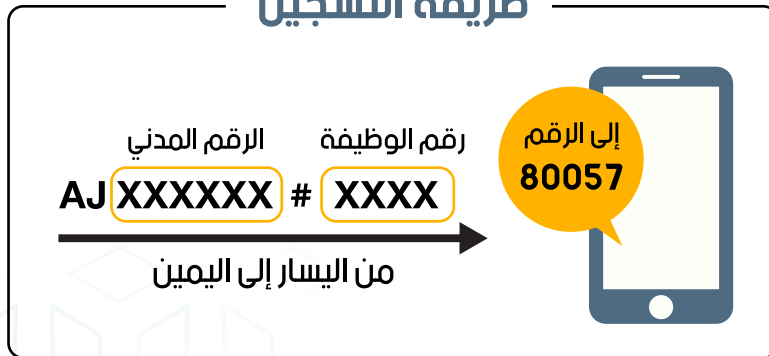 طريقة التسجيل
الرقم المدني
رقم الوظيفة
AJ XXXXXX # XXXX
من اليسار إلى اليمين
إلى الرقم
80057